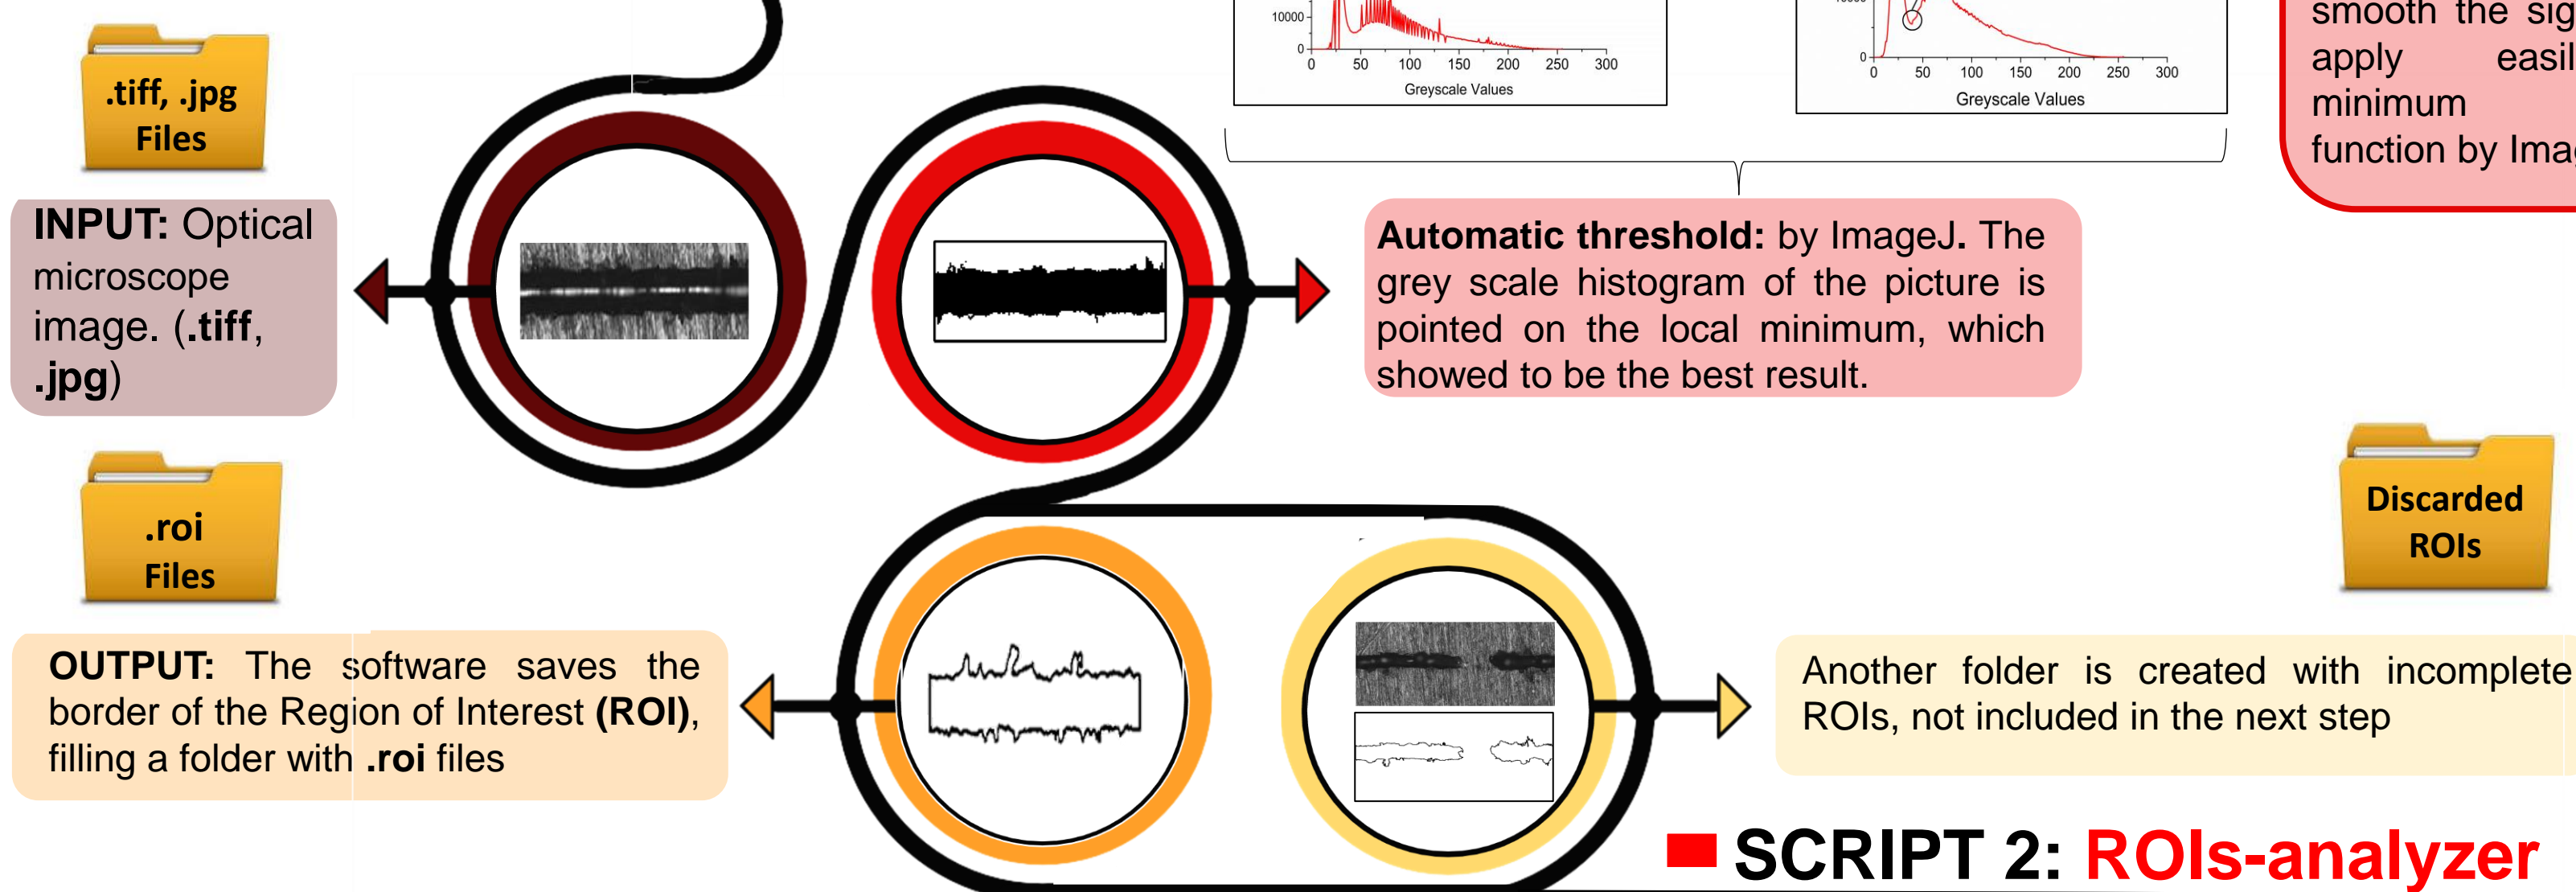 10000
0
0 50 100 150 200 250 300
Greyscale Values
0
0 50 100 150 200 250 300
Greyscale Values
smooth the
apply
minimum
function by
.tiff, .jpg
Files
INPUT: Optical
microscope
image. (.tiff,
.jpg)
Automatic threshold: by ImageJ. The
grey scale histogram of the picture is
pointed on the local minimum, which
showed to be the best result.
.roi
Files
Discarded
ROIs
OUTPUT: The software saves the
border of the Region of Interest (ROI),
filling a folder with .roi files
Another folder is created with incomplete
ROIs, not included in the next step
SCRIPT 2: ROIs-analyzer